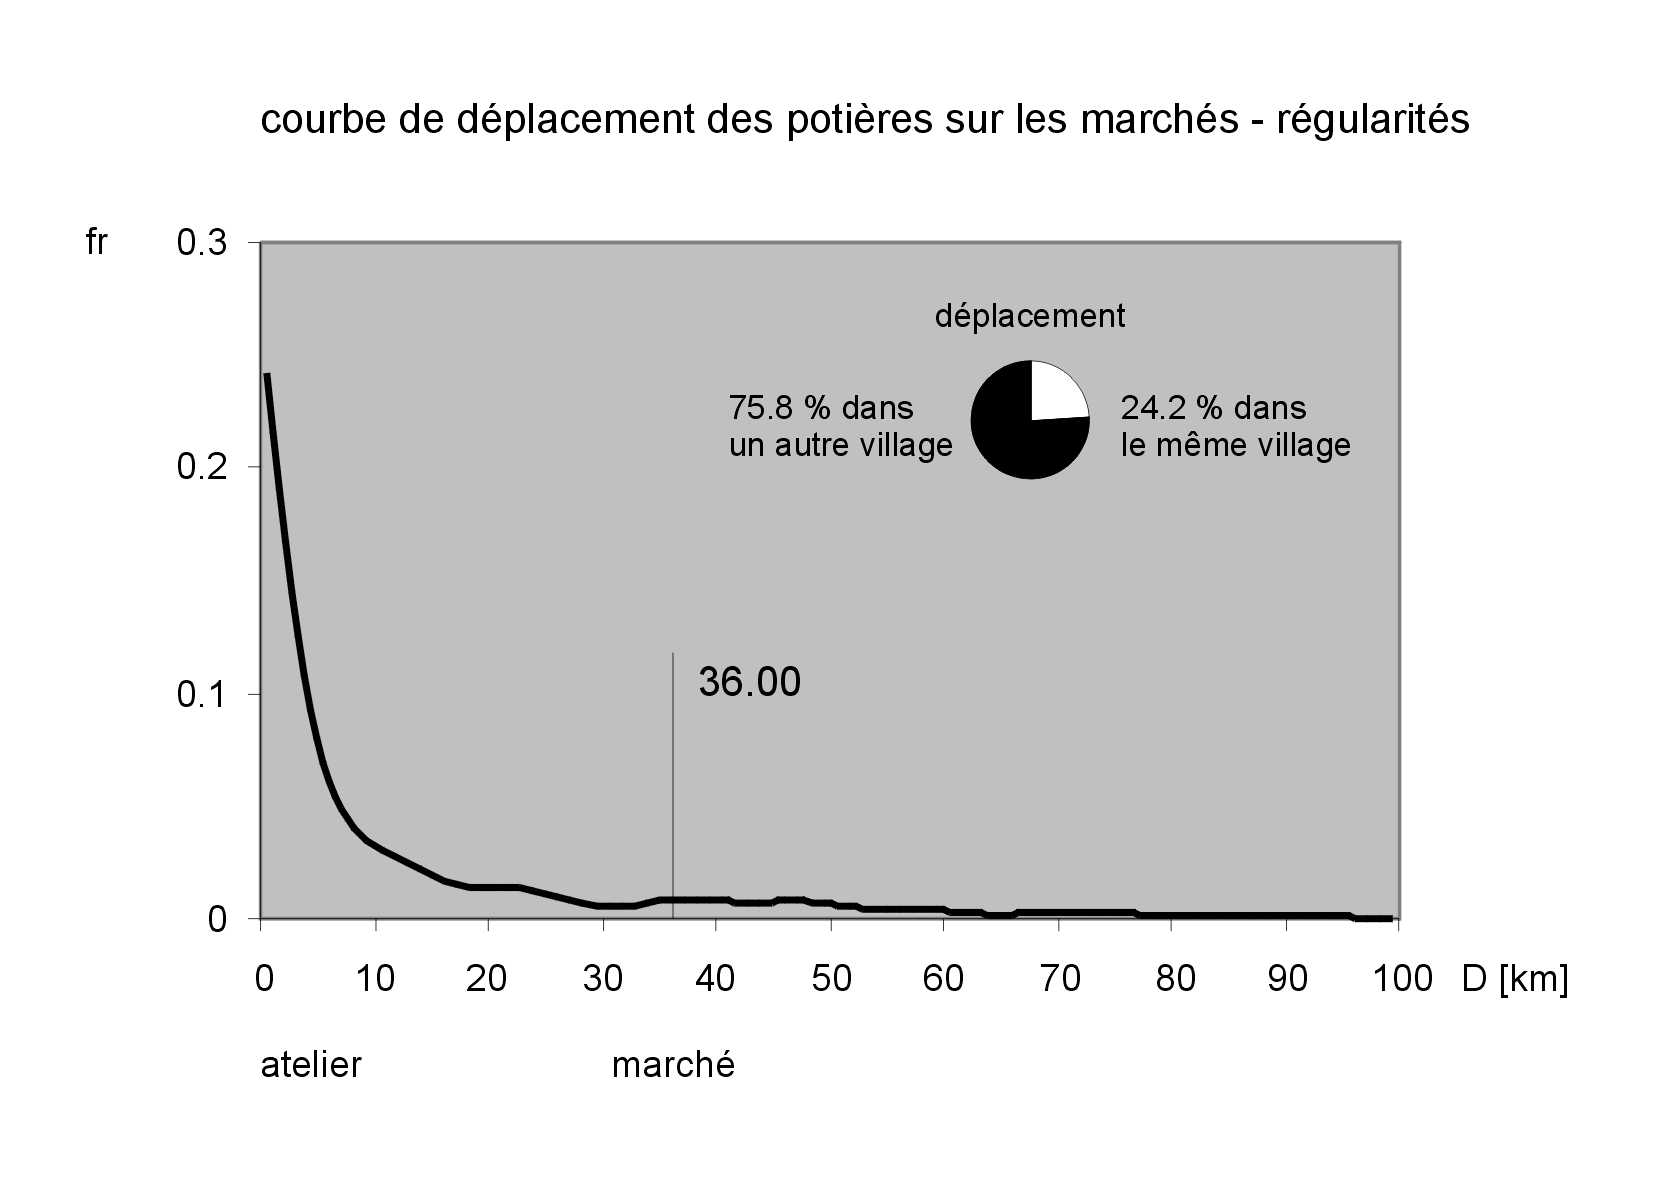 courbe de déplacement des potières sur les marchés - régularités
fr
0.3
0.2
0.1
0
déplacement
75.8 % dans
un autre village
24.2 % dans
le même village
36.00
0 10 20 30 40 50 60 70 80 90 100 D [km]
atelier marché